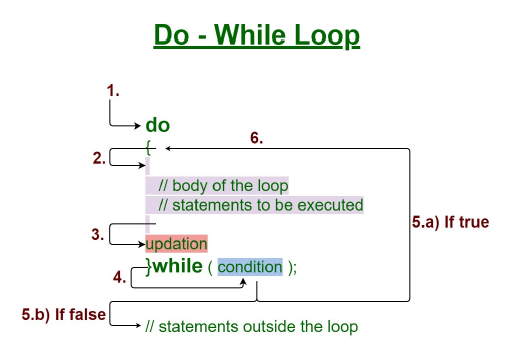 Do - While Loop
1.
do
6.
{
2.
// body of the loop
// statements to be executed
5.a) If true
3.
updation
}while ( condition );
4.
5.b) If false
// statements outside the loop